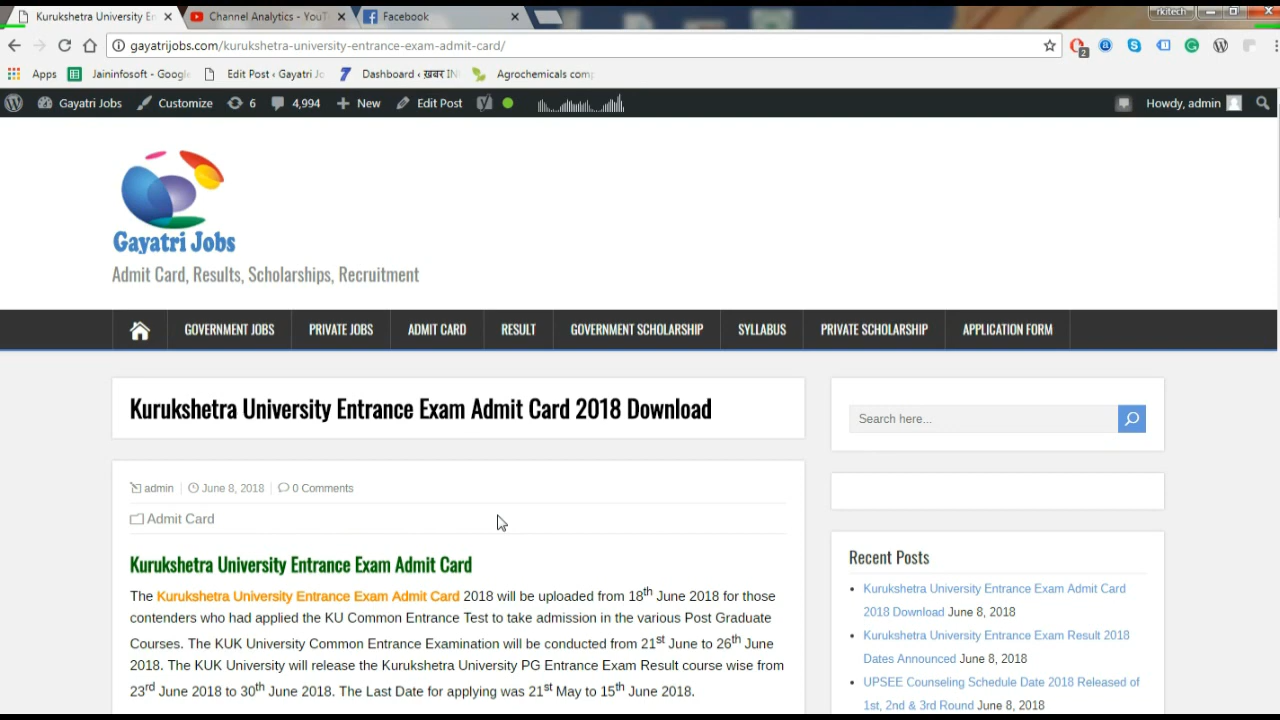 Kurukshetra University En
Channel Analytics - YouT
Facebook
rkitech
gayatrijobs.com/kurukshetra-university-entrance-exam-admit-card/
2
Apps
Jaininfosoft - Google
Edit Post ‹ Gayatri Jo
Dashboard ‹ ख़बर IN
Agrochemicals com
Gayatri Jobs
Customize
6
4,994
New
Edit Post
Howdy, admin
Gayatri Jobs
Admit Card, Results, Scholarships, Recruitment
GOVERNMENT JOBS
PRIVATE JOBS
ADMIT CARD
RESULT
GOVERNMENT SCHOLARSHIP
SYLLABUS
PRIVATE SCHOLARSHIP
APPLICATION FORM
Kurukshetra University Entrance Exam Admit Card 2018 Download
admin
June 8, 2018
0 Comments
Admit Card
Kurukshetra University Entrance Exam Admit Card
The Kurukshetra University Entrance Exam Admit Card 2018 will be uploaded from 18th June 2018 for those
contenders who had applied the KU Common Entrance Test to take admission in the various Post Graduate
Courses. The KUK University Common Entrance Examination will be conducted from 21st June to 26th June
2018. The KUK University will release the Kurukshetra University PG Entrance Exam Result course wise from
23rd June 2018 to 30th June 2018. The Last Date for applying was 21st May to 15th June 2018.
Search here...
Recent Posts
Kurukshetra University Entrance Exam Admit Card
2018 Download June 8, 2018
Kurukshetra University Entrance Exam Result 2018
Dates Announced June 8, 2018
UPSEE Counseling Schedule Date 2018 Released of
1st, 2nd & 3rd Round June 8, 2018